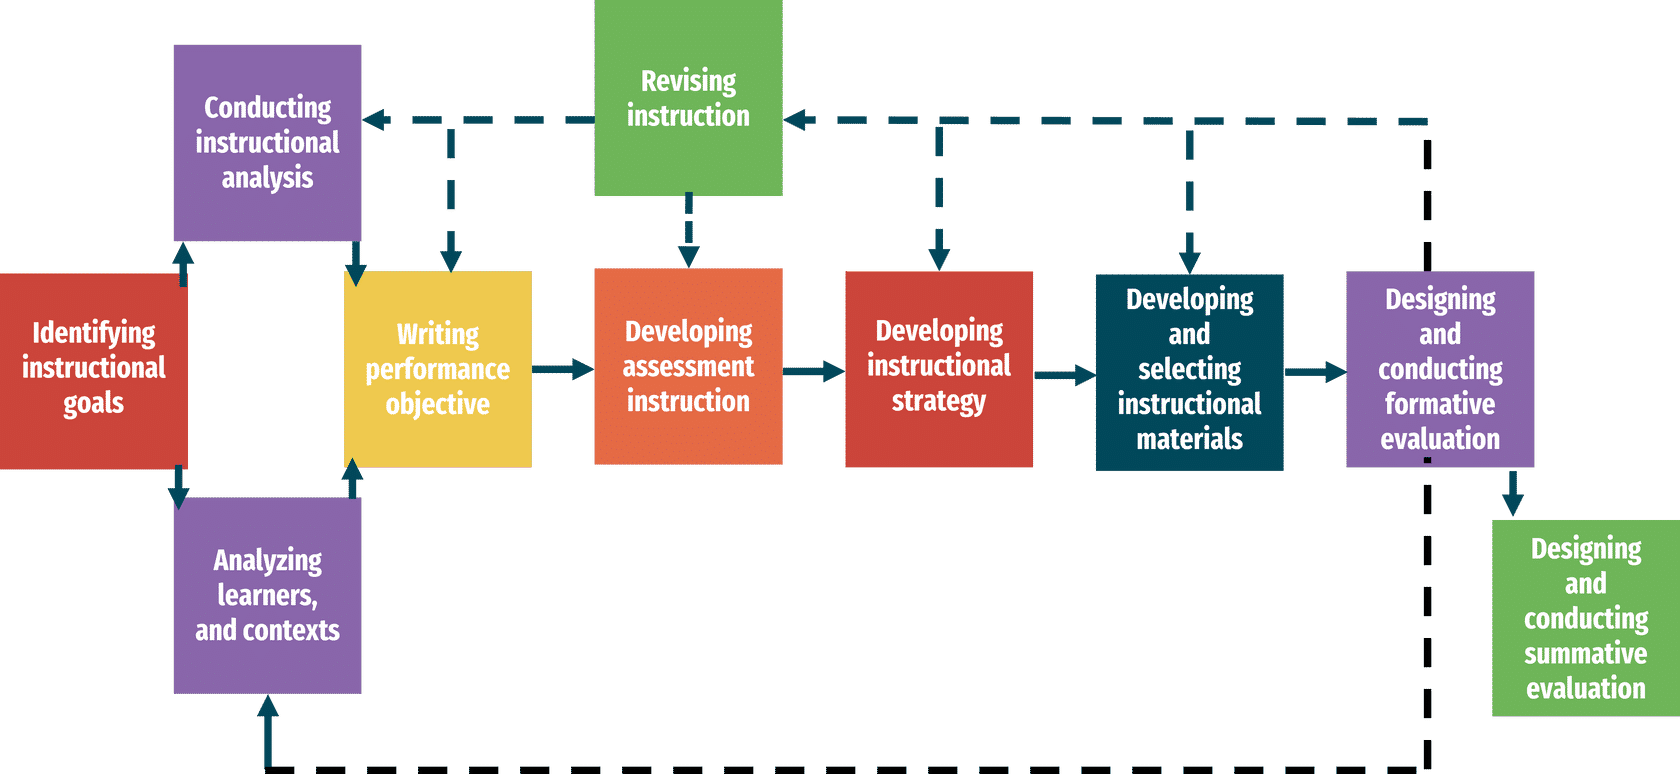 Conducting
instructional
analysis
Revising
instruction
Identifying
instructional
goals
Writing
performance
objective
Developing
assessment
instruction
Developing
instructional
strategy
Developing
and
selecting
instructional
materials
Designing
and
conducting
formative
evaluation
Analyzing
learners,
and contexts
Designing
and
conducting
summative
evaluation